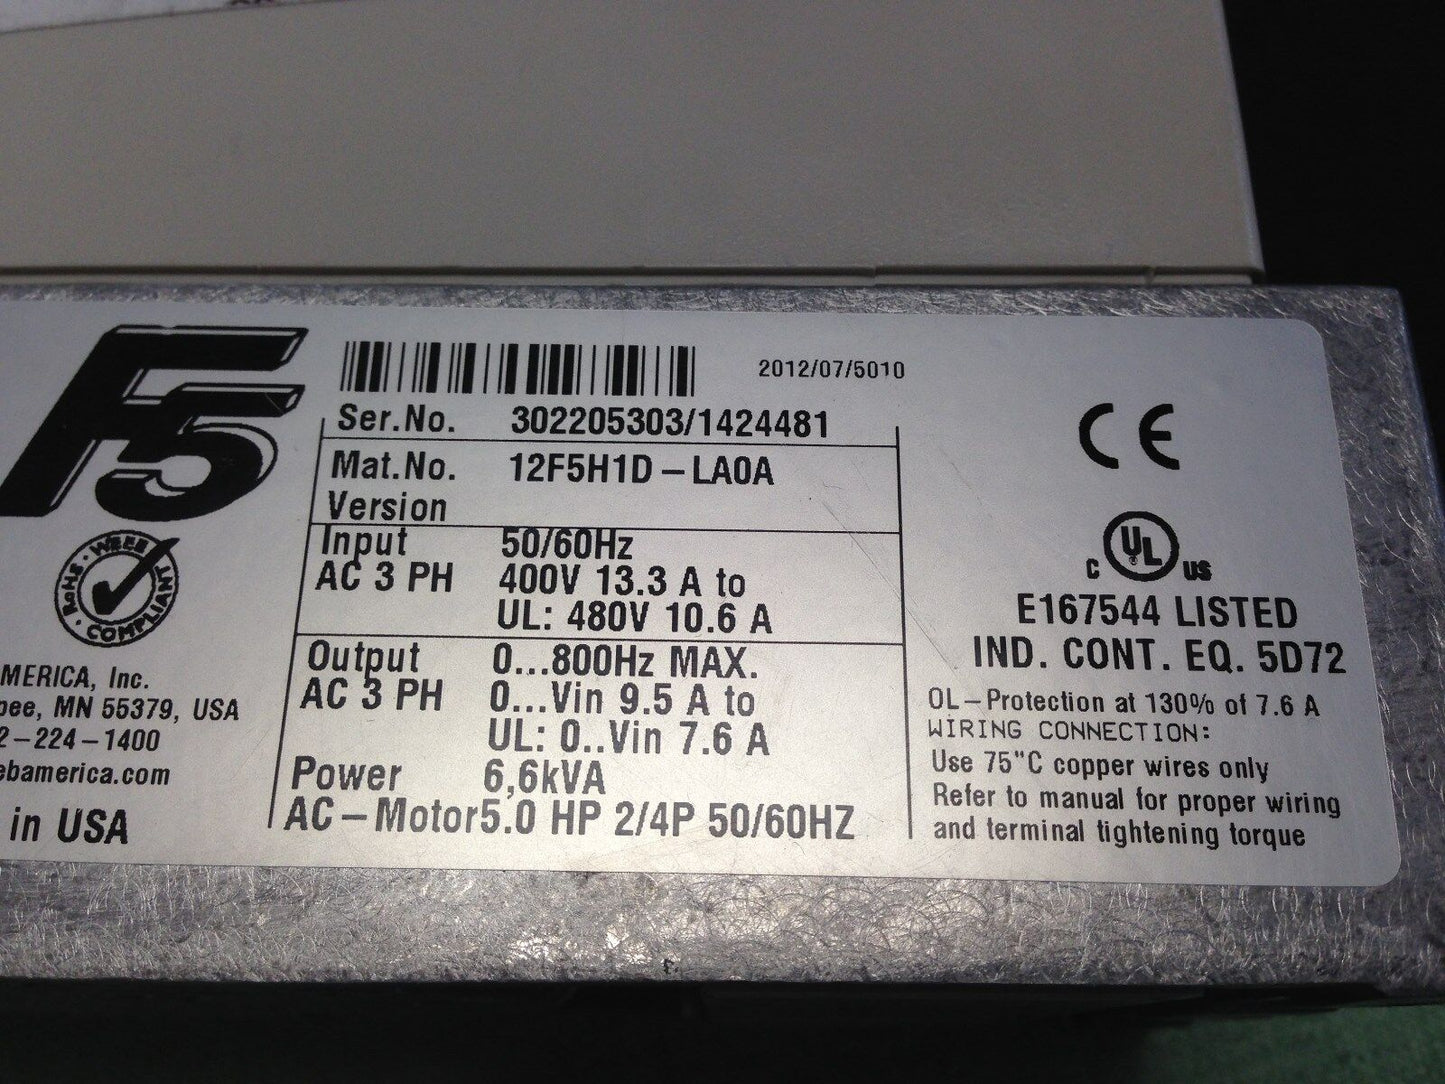 F5
2012/07/5010
Ser.No. 302205303/1424481
Mat.No. 12F5H1D-LA0A
Version
Input 50/60Hz
AC 3 PH 400V 13.3 A to
UL: 480V 10.6 A
Output 0...800Hz MAX.
AC 3 PH 0...Vin 9.5 A to
UL: 0..Vin 7.6 A
Power 6,6kVA
AC-Motor5.0 HP 2/4P 50/60HZ
RoHS · WEEE · COMPLIANT
MERICA, Inc.
pee, MN 55379, USA
2-224-1400
ebamerica.com
in USA
CE
C UL US
E167544 LISTED
IND. CONT. EQ. 5D72
OL-Protection at 130% of 7.6 A
WIRING CONNECTION:
Use 75"C copper wires only
Refer to manual for proper wiring
and terminal tightening torque